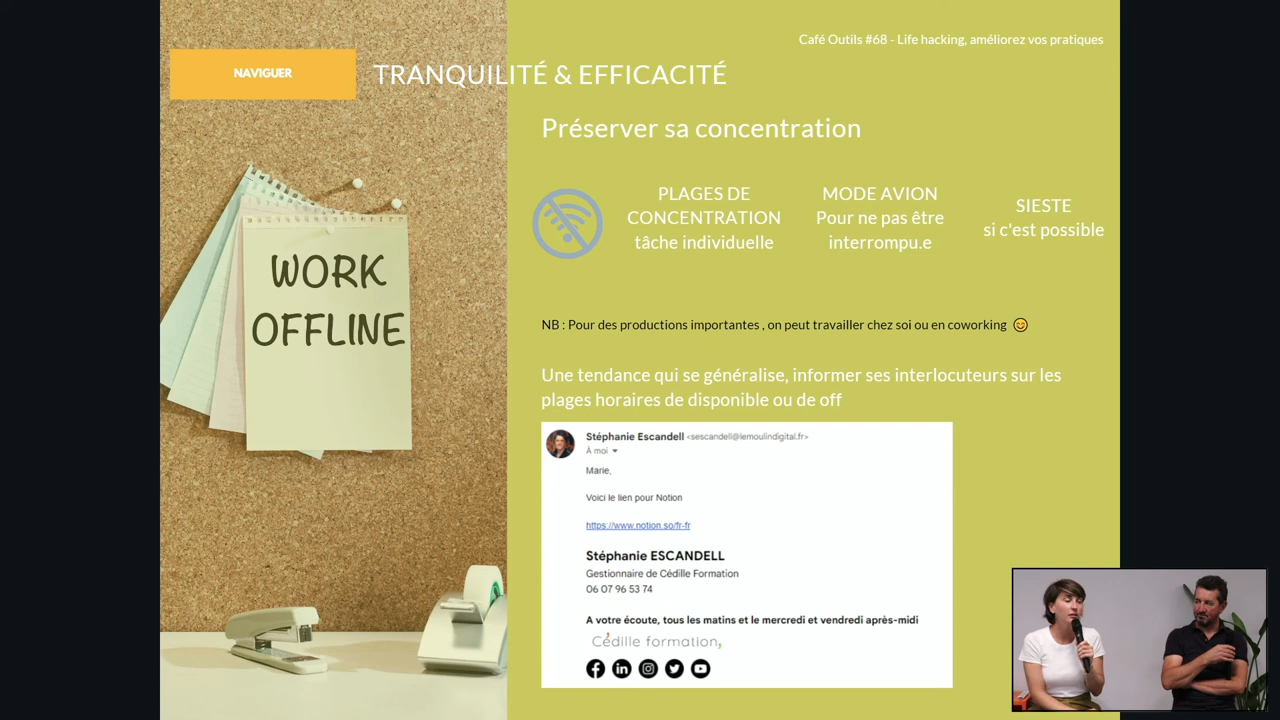 Café Outils #68 - Life hacking, améliorez vos pratiques
NAVIGUER
TRANQUILITÉ & EFFICACITÉ
Préserver sa concentration
PLAGES DE
CONCENTRATION
tâche individuelle
MODE AVION
Pour ne pas être
interrompu.e
SIESTE
si c'est possible
WORK
OFFLINE
NB : Pour des productions importantes , on peut travailler chez soi ou en coworking 😊
Une tendance qui se généralise, informer ses interlocuteurs sur les
plages horaires de disponible ou de off
Stéphanie Escandell <sescandell@lemoulindigital.fr>
À moi
Marie,
Voici le lien pour Notion
https://www.notion.so/fr-fr
Stéphanie ESCANDELL
Gestionnaire de Cédille Formation
06 07 96 53 74
A votre écoute, tous les matins et le mercredi et vendredi après-midi
Cédille formation,